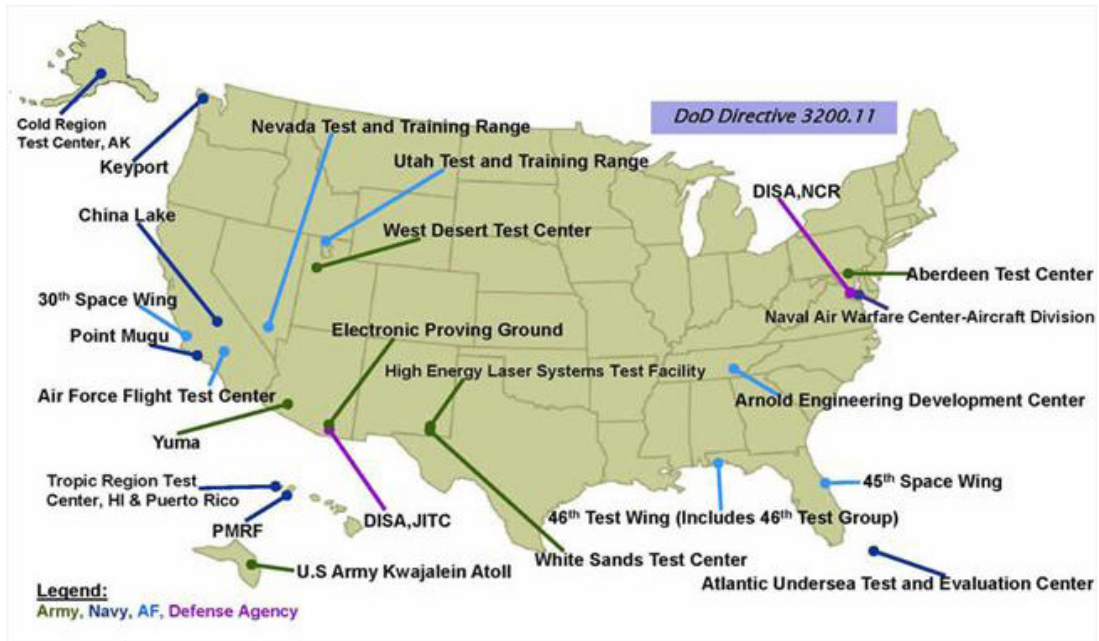 DoD Directive 3200.11
Cold Region
Test Center, AK
Keyport
Nevada Test and Training Range
Utah Test and Training Range
DISA,NCR
China Lake
West Desert Test Center
Aberdeen Test Center
30th Space Wing
Naval Air Warfare Center-Aircraft Division
Point Mugu
Electronic Proving Ground
High Energy Laser Systems Test Facility
Air Force Flight Test Center
Arnold Engineering Development Center
Yuma
Tropic Region Test
Center, HI & Puerto Rico
45th Space Wing
PMRF
DISA,JITC
46th Test Wing (Includes 46th Test Group)
White Sands Test Center
U.S Army Kwajalein Atoll
Atlantic Undersea Test and Evaluation Center
Legend:
Army, Navy, AF, Defense Agency